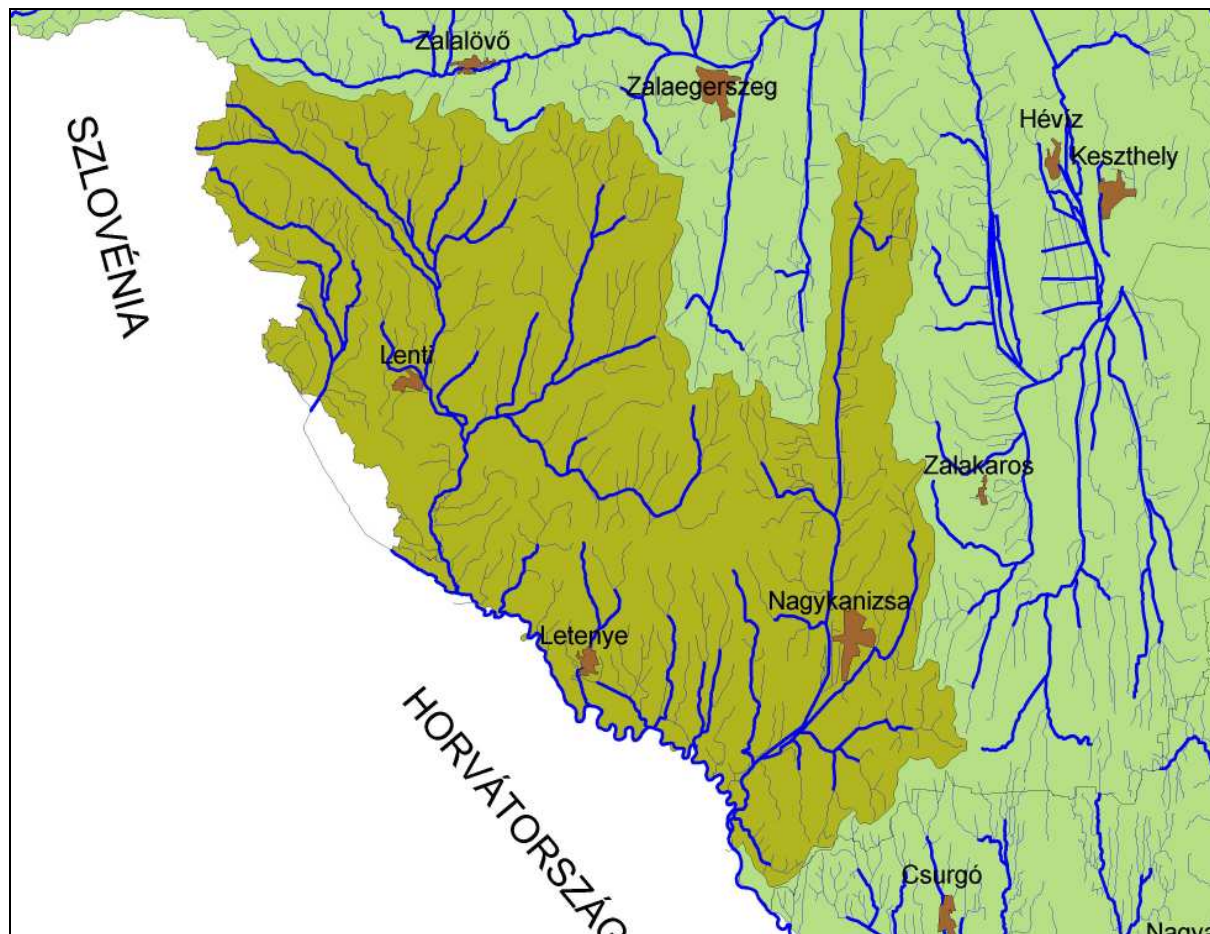 Zalalövő
Zalaegerszeg
Hévíz
Keszthely
SZLOVÉNIA
Lenti
Zalakaros
Nagykanizsa
Letenye
HORVÁTORSZÁG
Csurgó